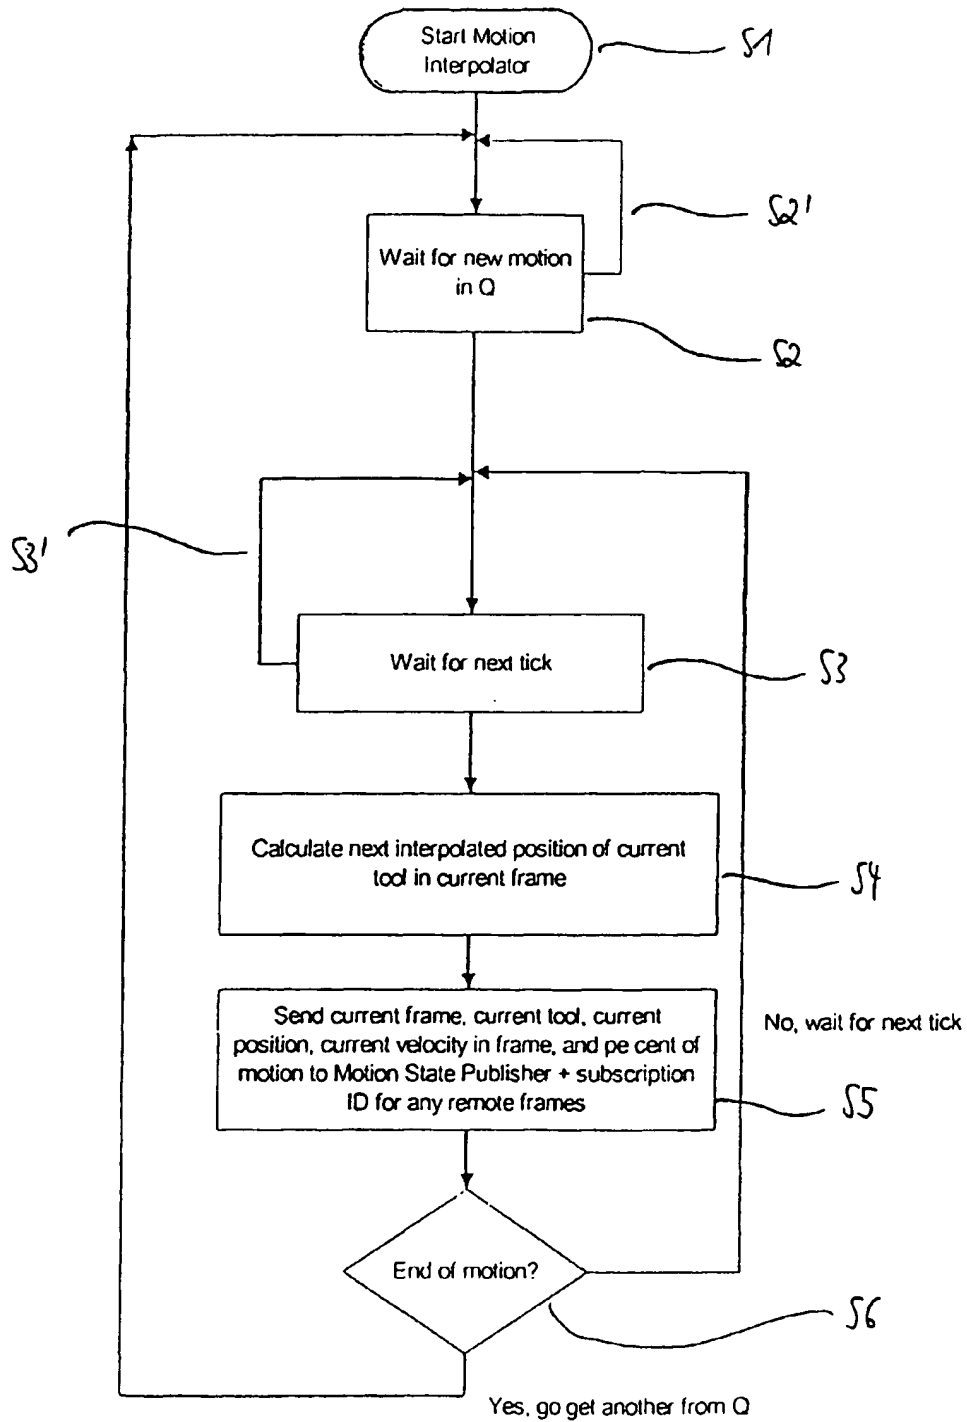 Start Motion
Interpolator
S1
S2'
Wait for new motion
in Q
S2
S3'
Wait for next tick
S3
Calculate next interpolated position of current
tool in current frame
S4
Send current frame, current tool, current
position, current velocity in frame, and pe cent of
motion to Motion State Publisher + subscription
ID for any remote frames
No, wait for next tick
S5
End of motion?
S6
Yes, go get another from Q